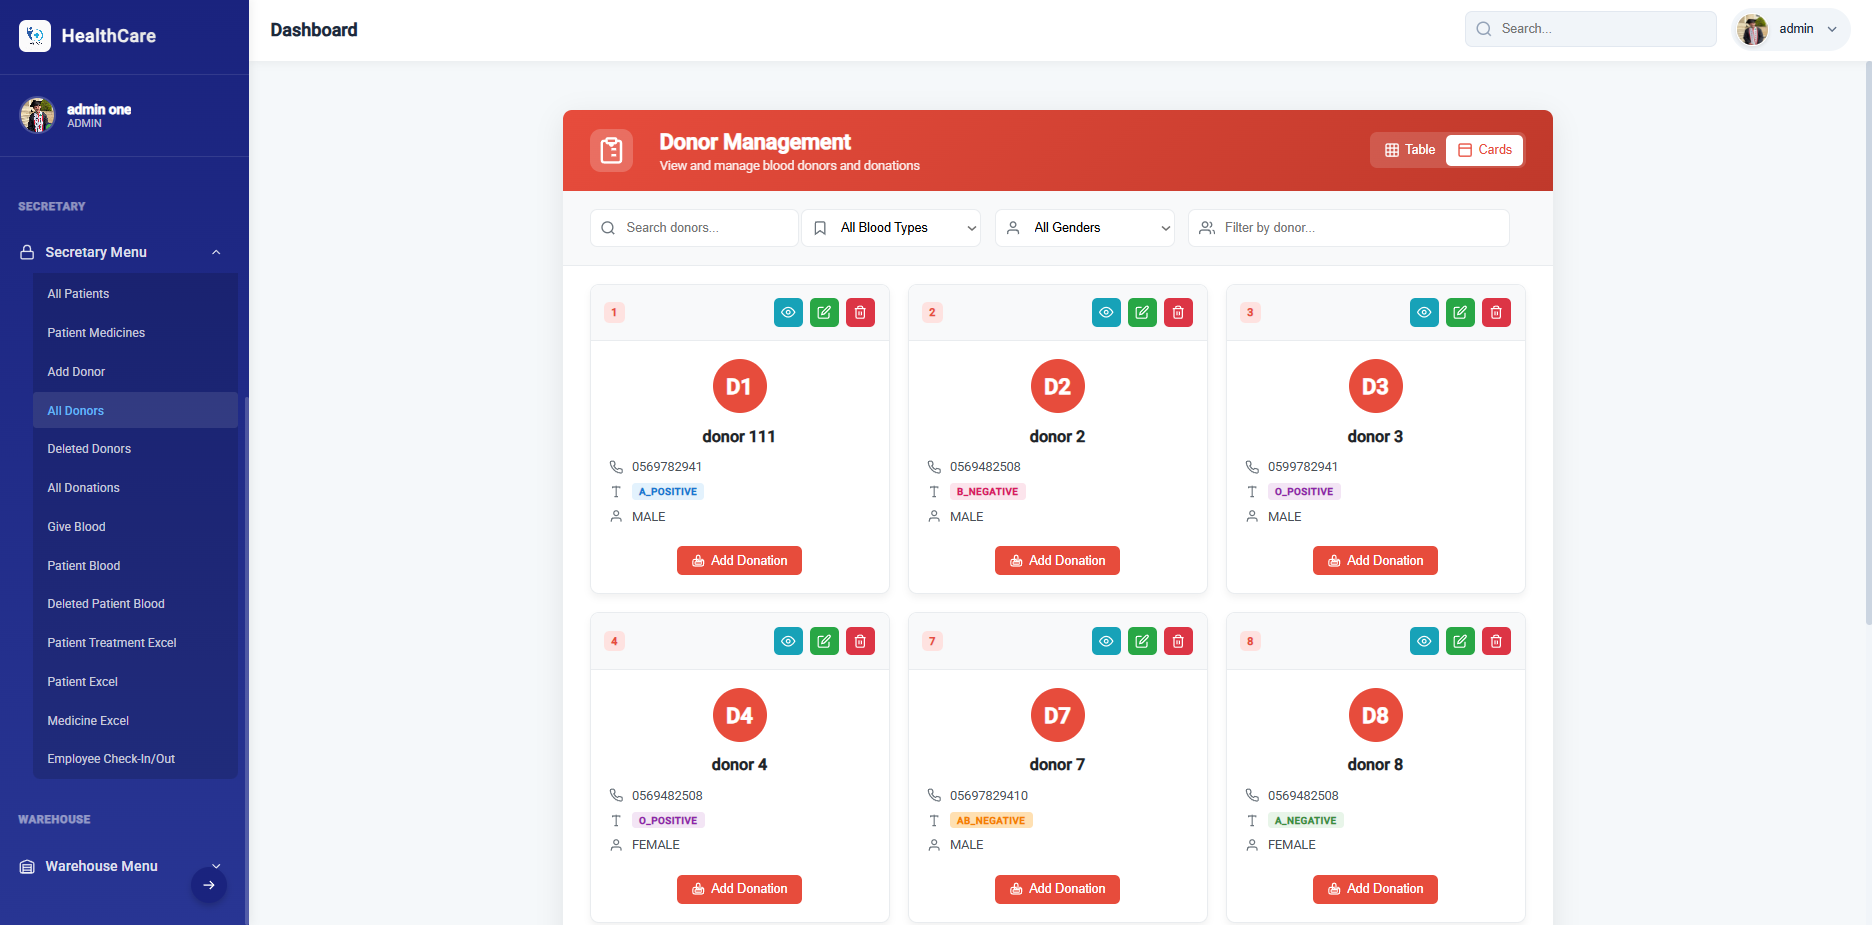 HealthCare
Dashboard
Search...
admin
admin one
ADMIN
SECRETARY
Secretary Menu
All Patients
Patient Medicines
Add Donor
All Donors
Deleted Donors
All Donations
Give Blood
Patient Blood
Deleted Patient Blood
Patient Treatment Excel
Patient Excel
Medicine Excel
Employee Check-In/Out
WAREHOUSE
Warehouse Menu
Donor Management
View and manage blood donors and donations
Table
Cards
Search donors...
All Blood Types
All Genders
Filter by donor...
1
D1
donor 111
0569782941
A_POSITIVE
MALE
Add Donation
2
D2
donor 2
0569482508
B_NEGATIVE
MALE
Add Donation
3
D3
donor 3
0599782941
O_POSITIVE
MALE
Add Donation
4
D4
donor 4
0569482508
O_POSITIVE
FEMALE
Add Donation
7
D7
donor 7
05697829410
AB_NEGATIVE
MALE
Add Donation
8
D8
donor 8
0569482508
A_NEGATIVE
FEMALE
Add Donation